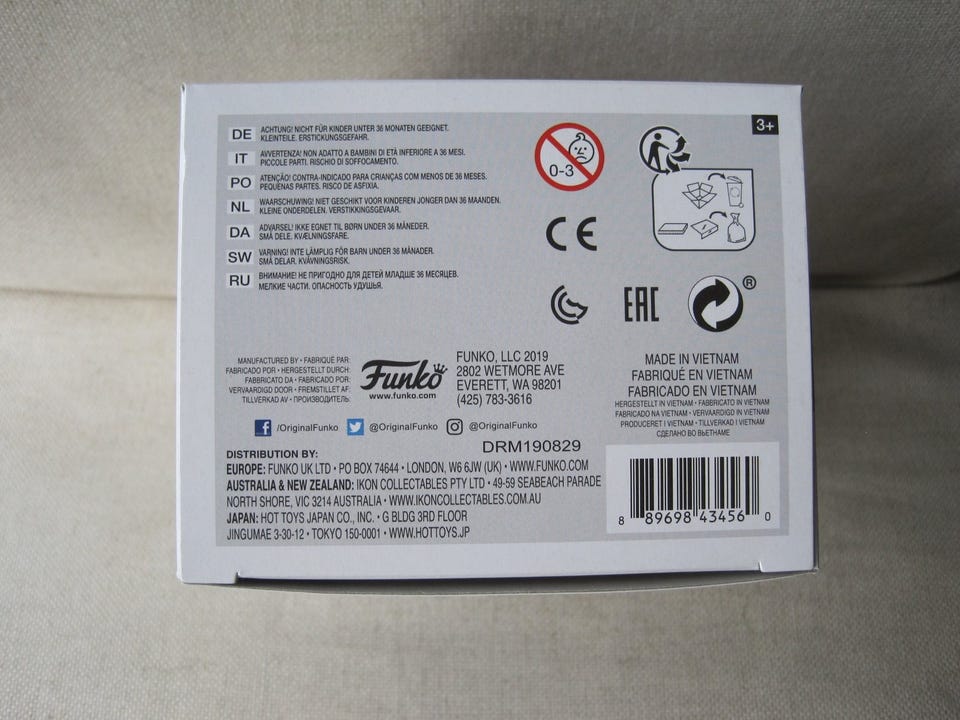 3+
DE ACHTUNG! NICHT FÜR KINDER UNTER 36 MONATEN GEEIGNET.
KLEINTEILE. ERSTICKUNGSGEFAHR.
IT AVVERTENZA! NON ADATTO A BAMBINI DI ETÀ INFERIORE A 36 MESI.
PICCOLE PARTI. RISCHIO DI SOFFOCAMENTO.
PO ATENÇÃO! CONTRA-INDICADO PARA CRIANÇAS COM MENOS DE 36 MESES.
PEQUENAS PARTES. RISCO DE ASFIXIA.
NL WAARSCHUWING! NIET GESCHIKT VOOR KINDEREN JONGER DAN 36 MAANDEN.
KLEINE ONDERDELEN. VERSTIKKINGSGEVAAR.
DA ADVARSEL! IKKE EGNET TIL BØRN UNDER 36 MÅNEDER.
SMÅ DELE. KVÆLNINGSFARE.
SW VARNING! INTE LÄMPLIG FÖR BARN UNDER 36 MÅNADER.
SMÅ DELAR. KVÄVNINGSRISK.
RU ВНИМАНИЕ! НЕ ПРИГОДНО ДЛЯ ДЕТЕЙ МЛАДШЕ 36 МЕСЯЦЕВ.
МЕЛКИЕ ЧАСТИ. ОПАСНОСТЬ УДУШЬЯ.
0-3
CE
EAC
®
MANUFACTURED BY • FABRIQUÉ PAR:
FABRICADO POR • HERGESTELLT DURCH:
FABBRICATO DA • FABRICADO POR:
VERVAARDIGD DOOR • FREMSTILLET AF:
TILLVERKAD AV • ПРОИЗВОДИТЕЛЬ:
Funko
www.funko.com
FUNKO, LLC 2019
2802 WETMORE AVE
EVERETT, WA 98201
(425) 783-3616
MADE IN VIETNAM
FABRIQUÉ EN VIETNAM
FABRICADO EN VIETNAM
HERGESTELLT IN VIETNAM • FABBRICATO IN VIETNAM
FABRICADO NA VIETNAM • VERVAARDIGD IN VIETNAM
PRODUCERET I VIETNAM • TILLVERKAD I VIETNAM
СДЕЛАНО ВО ВЬЕТНАМЕ
/OriginalFunko @OriginalFunko @OriginalFunko
DRM190829
DISTRIBUTION BY:
EUROPE: FUNKO UK LTD • PO BOX 74644 • LONDON, W6 6JW (UK) • WWW.FUNKO.COM
AUSTRALIA & NEW ZEALAND: IKON COLLECTABLES PTY LTD • 49-59 SEABEACH PARADE
NORTH SHORE, VIC 3214 AUSTRALIA • WWW.IKONCOLLECTABLES.COM.AU
JAPAN: HOT TOYS JAPAN CO., INC. • G BLDG 3RD FLOOR
JINGUMAE 3-30-12 • TOKYO 150-0001 • WWW.HOTTOYS.JP
8 89698 43456 0